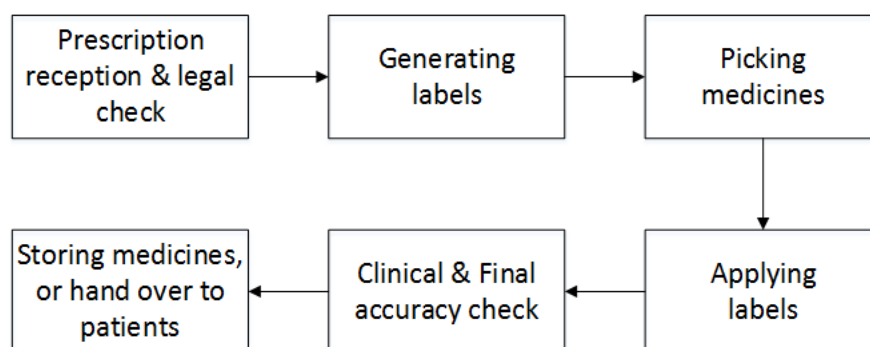 Prescription
reception & legal
check
Generating
labels
Picking
medicines
Storing medicines,
or hand over to
patients
Clinical & Final
accuracy check
Applying
labels